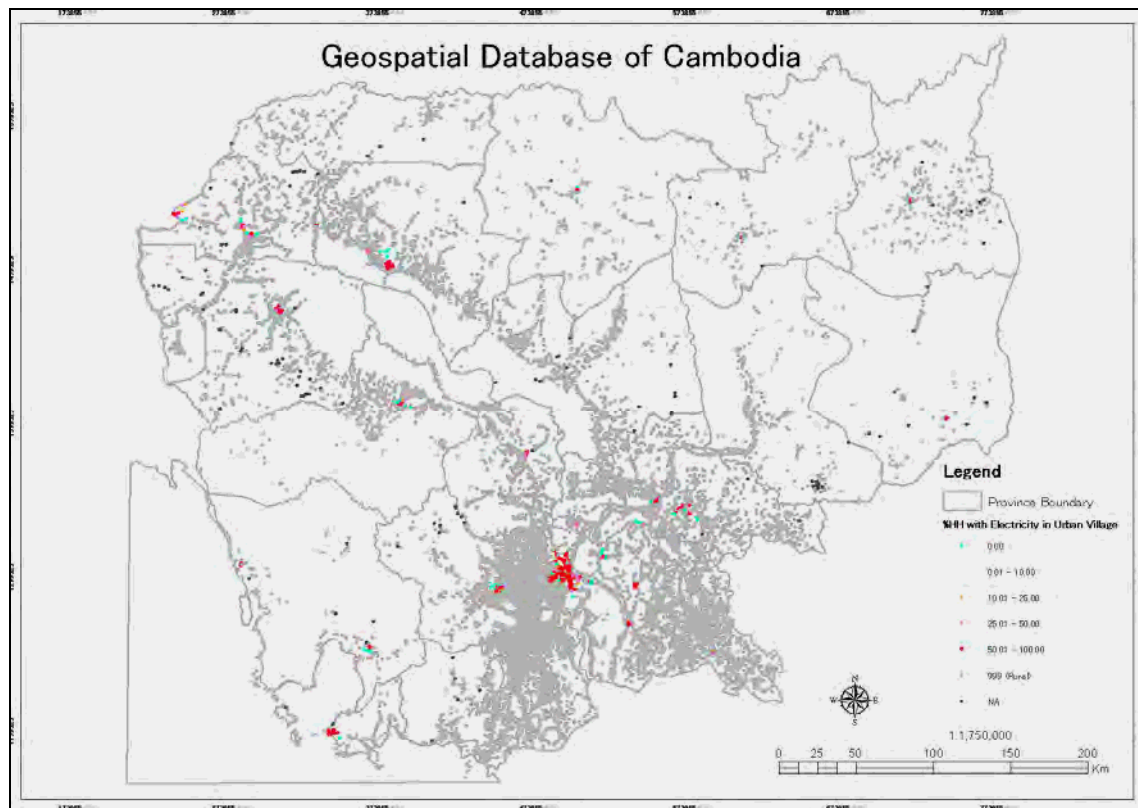 Geospatial Database of Cambodia
Legend
Province Boundary
%HH with Electricity in Urban Village
0.00
0.01 - 10.00
10.01 - 25.00
25.01 - 50.00
50.01 - 100.00
999 (Rural)
NA
N
W E
S
1:1,750,000
0 25 50 100 150 200
Km